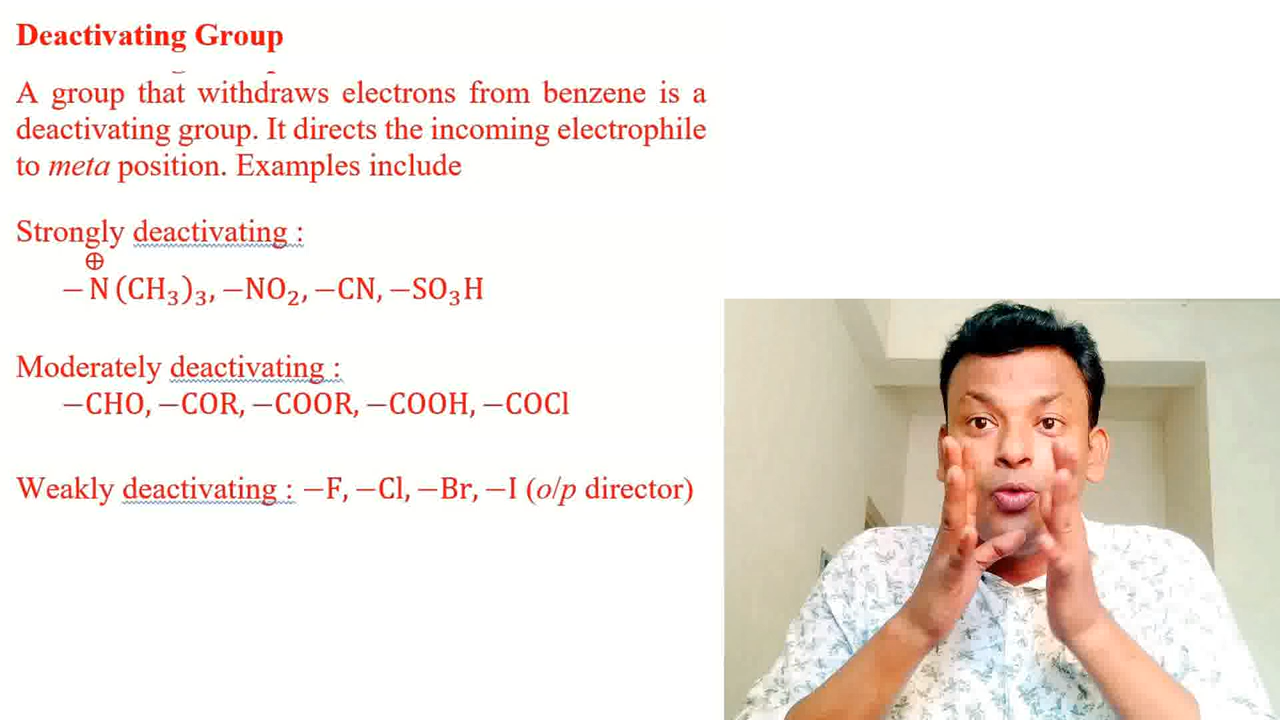 Deactivating Group
A group that withdraws electrons from benzene is a
deactivating group. It directs the incoming electrophile
to meta position. Examples include
Strongly deactivating :
⊕
−N(CH₃)₃, −NO₂, −CN, −SO₃H
Moderately deactivating :
−CHO, −COR, −COOR, −COOH, −COCl
Weakly deactivating : −F, −Cl, −Br, −I (o/p director)